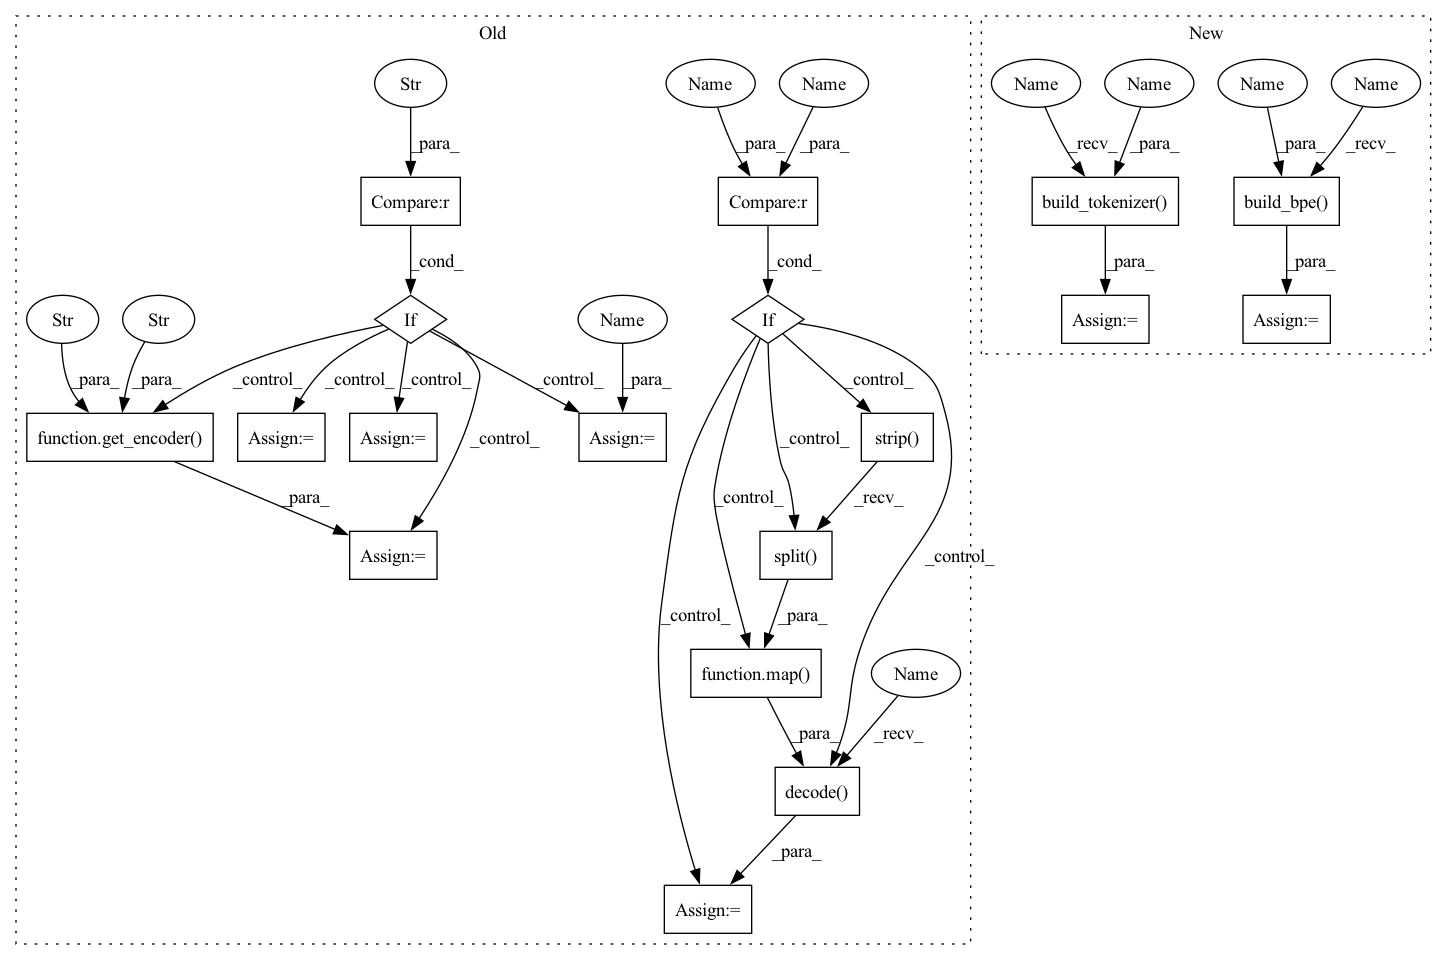 Old
New
Str
Name
Name
Name
Name
Name
Name
_para_
_para_
_para_
_recv_
_para_
_para_
_recv_
Compare:r
Compare:r
build_tokenizer()
build_bpe()
_cond_
_cond_
_para_
_para_
Str
Str
If
Name
If
Assign:=
Assign:=
_para_
_para_
_control_
_control_
_control_
_control_
_para_
_control_
function.get_encoder()
Assign:=
Assign:=
Assign:=
strip()
_control_
_control_
_para_
_control_
_recv_
Assign:=
split()
_control_
_control_
_para_
function.map()
Name
_para_
_recv_
decode()
_para_
Assign:=